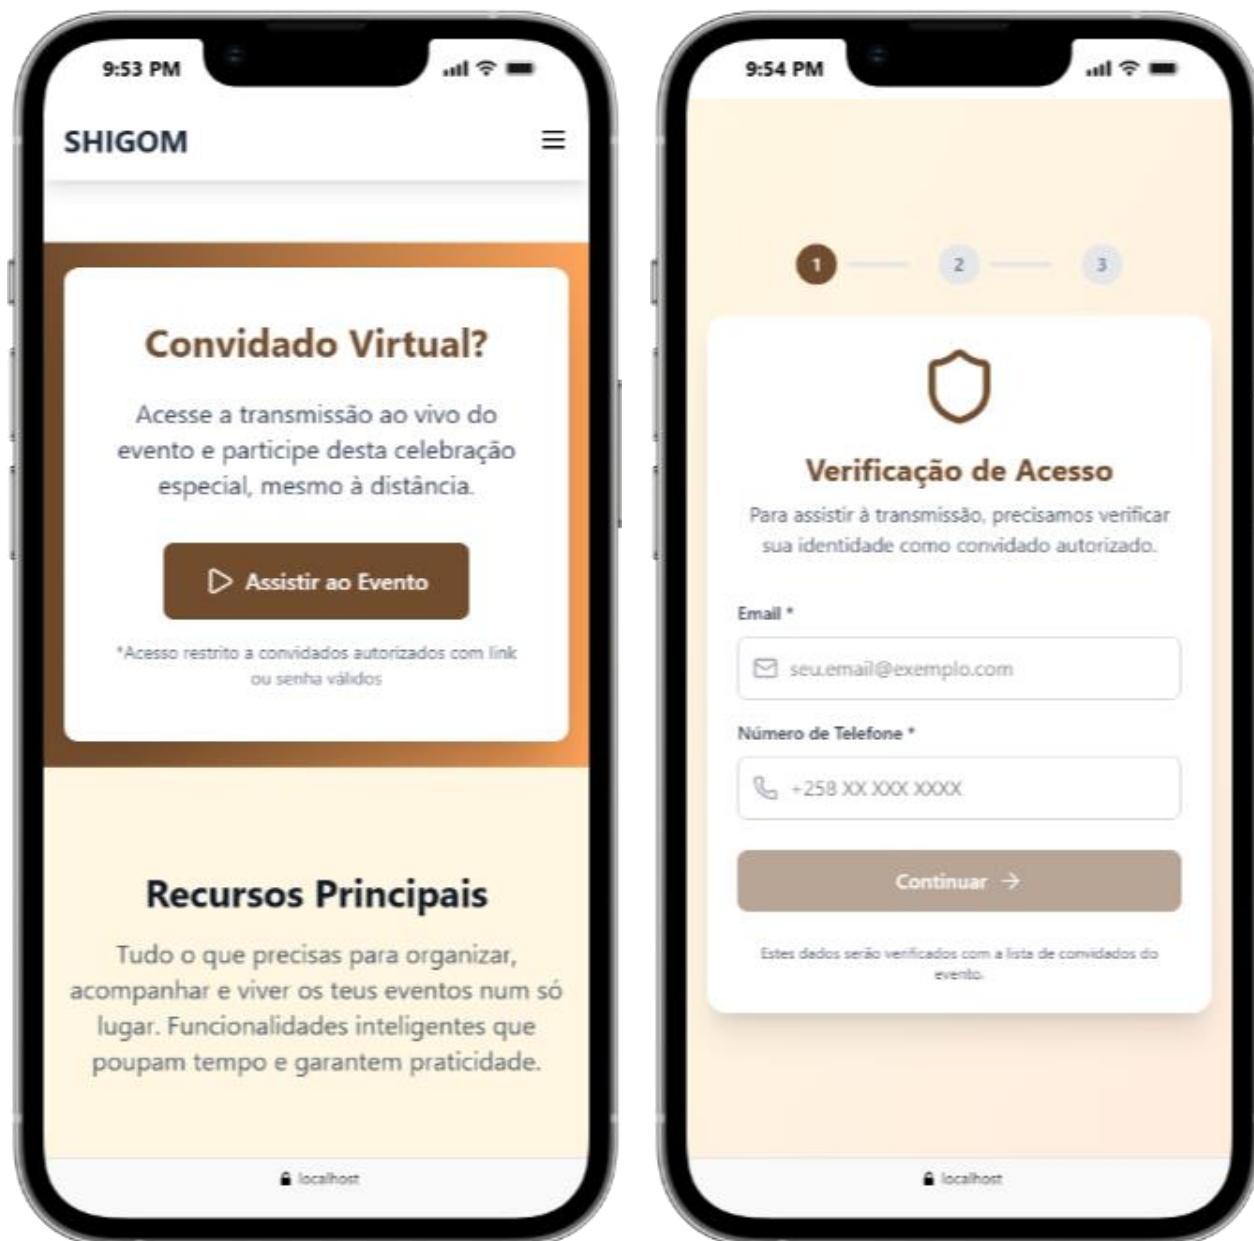 9:53 PM
SHIGOM
Convidado Virtual?
Acesse a transmissão ao vivo do
evento e participe desta celebração
especial, mesmo à distância.
Assistir ao Evento
*Acesso restrito a convidados autorizados com link
ou senha válidos
Recursos Principais
Tudo o que precisas para organizar,
acompanhar e viver os teus eventos num só
lugar. Funcionalidades inteligentes que
poupam tempo e garantem praticidade.
localhost
9:54 PM
1
2
3
Verificação de Acesso
Para assistir à transmissão, precisamos verificar
sua identidade como convidado autorizado.
Email *
seu.email@exemplo.com
Número de Telefone *
+258 XX XXX XXXX
Continuar →
Estes dados serão verificados com a lista de convidados do
evento.
localhost